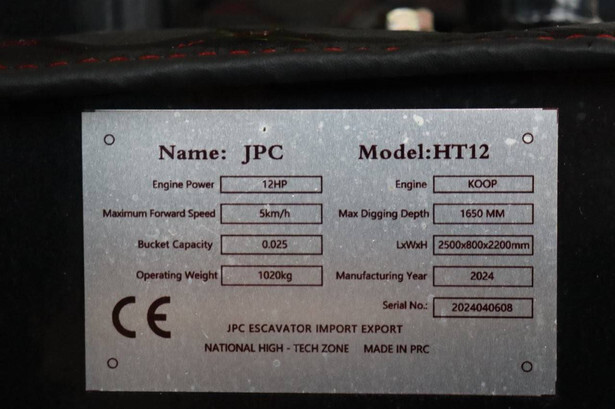 Name: JPC Model:HT12
Engine Power 12HP Engine KOOP
Maximum Forward Speed 5km/h Max Digging Depth 1650 MM
Bucket Capacity 0.025 LxWxH 2500x800x2200mm
Operating Weight 1020kg Manufacturing Year 2024
Serial No.: 2024040608
CE
JPC ESCAVATOR IMPORT EXPORT
NATIONAL HIGH - TECH ZONE MADE IN PRC